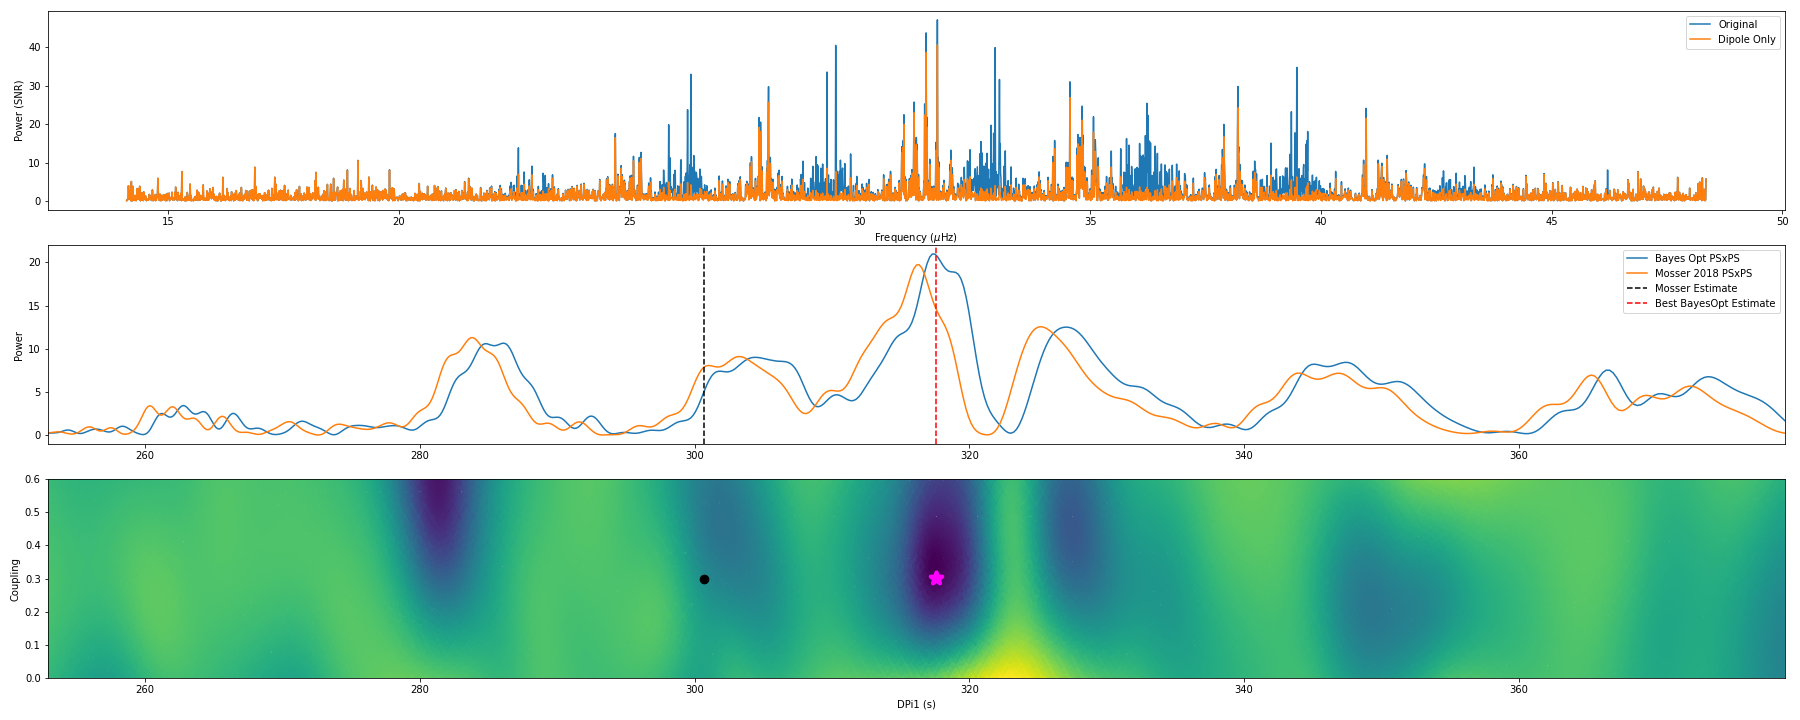 Power (SNR)
40
30
20
10
0
Original
Dipole Only
15 20 25 30 35 40 45 50
Frequency (μHz)
Power
20
15
10
5
0
Bayes Opt PSxPS
Mosser 2018 PSxPS
Mosser Estimate
Best BayesOpt Estimate
260 280 300 320 340 360
Coupling
0.6
0.5
0.4
0.3
0.2
0.1
0.0
260 280 300 320 340 360
DPi1 (s)